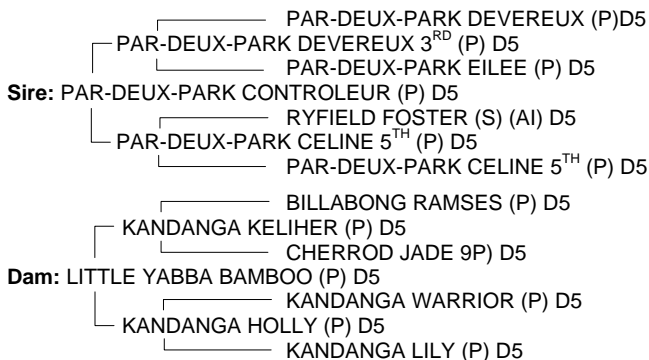 PAR-DEUX-PARK DEVEREUX (P)D5
PAR-DEUX-PARK DEVEREUX 3RD (P) D5
PAR-DEUX-PARK EILEE (P) D5
Sire: PAR-DEUX-PARK CONTROLEUR (P) D5
RYFIELD FOSTER (S) (AI) D5
PAR-DEUX-PARK CELINE 5TH (P) D5
PAR-DEUX-PARK CELINE 5TH (P) D5
BILLABONG RAMSES (P) D5
KANDANGA KELIHER (P) D5
CHERROD JADE 9P) D5
Dam: LITTLE YABBA BAMBOO (P) D5
KANDANGA WARRIOR (P) D5
KANDANGA HOLLY (P) D5
KANDANGA LILY (P) D5